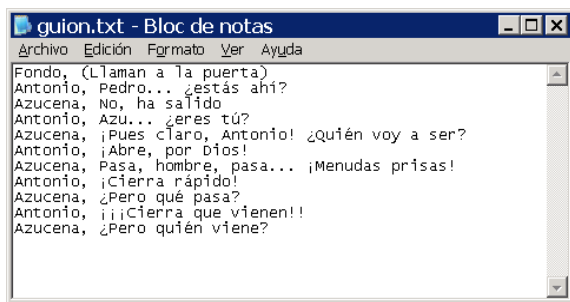 guion.txt - Bloc de notas
Archivo Edición Formato Ver Ayuda
Fondo, (Llaman a la puerta)
Antonio, Pedro... ¿estás ahí?
Azucena, No, ha salido
Antonio, Azu... ¿eres tú?
Azucena, ¡Pues claro, Antonio! ¿Quién voy a ser?
Antonio, ¡Abre, por Dios!
Azucena, Pasa, hombre, pasa... ¡Menudas prisas!
Antonio, ¡Cierra rápido!
Azucena, ¿Pero qué pasa?
Antonio, ¡¡¡Cierra que vienen!!
Azucena, ¿Pero quién viene?